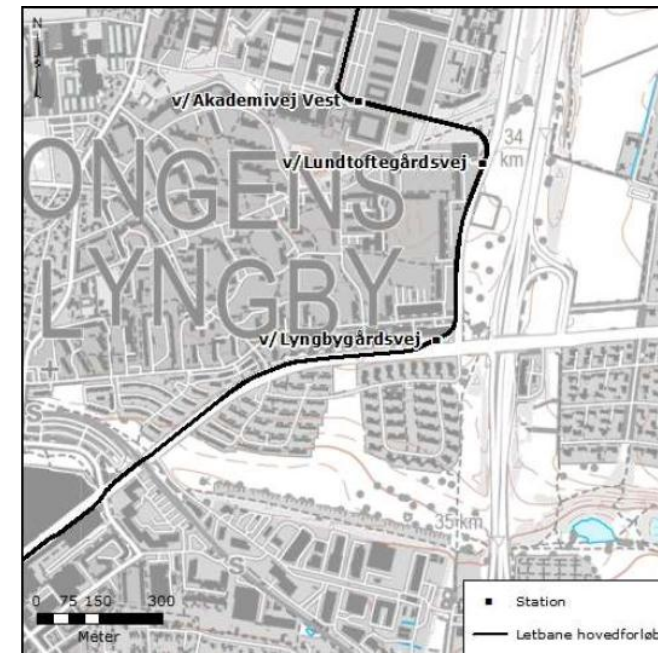 N
v/Akademivej Vest
34
km
v/Lundtoftegårdsvej
ONGENS
LYNGBY
v/Lyngbygårdsvej
S
35 km
S
0 75 150 300
Meter
Station
Letbane hovedforløb